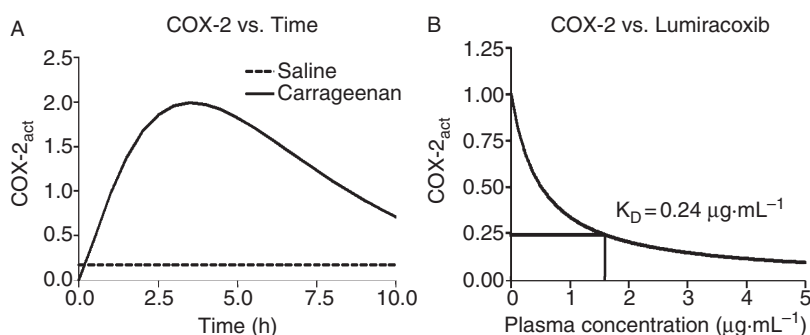 A
COX-2 vs. Time
COX-2act
2.5
2.0
1.5
1.0
0.5
0.0
Saline
Carrageenan
0.0 2.5 5.0 7.5 10.0
Time (h)
B
COX-2 vs. Lumiracoxib
COX-2act
1.25
1.00
0.75
0.50
0.25
0.00
KD = 0.24 µg·mL−1
0 1 2 3 4 5
Plasma concentration (µg·mL−1)